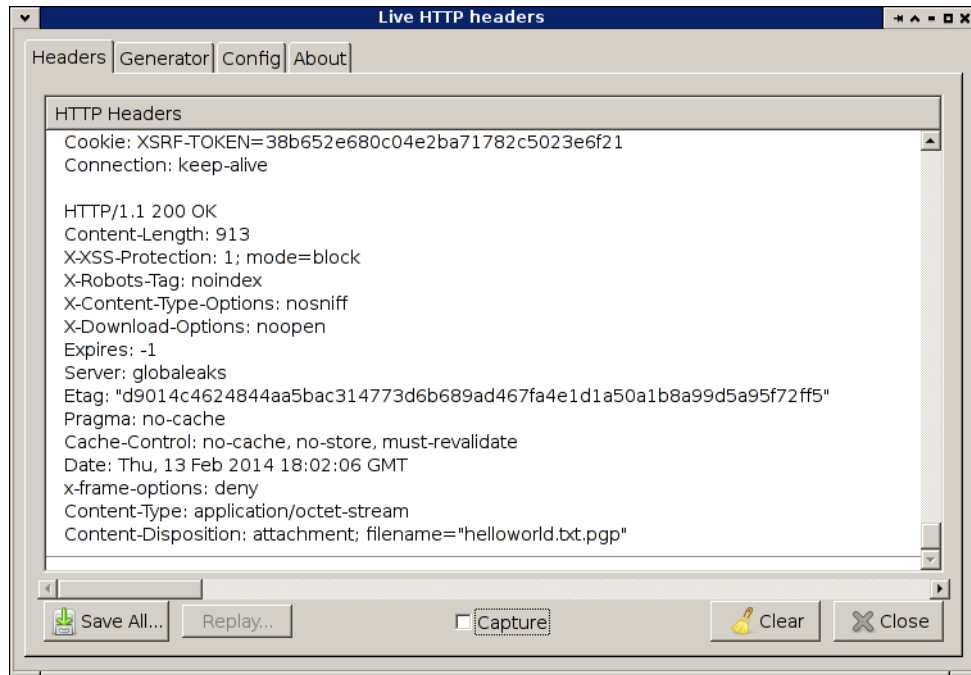 Live HTTP headers
Headers Generator Config About
HTTP Headers
Cookie: XSRF-TOKEN=38b652e680c04e2ba71782c5023e6f21
Connection: keep-alive
HTTP/1.1 200 OK
Content-Length: 913
X-XSS-Protection: 1; mode=block
X-Robots-Tag: noindex
X-Content-Type-Options: nosniff
X-Download-Options: noopen
Expires: -1
Server: globaleaks
Etag: "d9014c4624844aa5bac314773d6b689ad467fa4e1d1a50a1b8a99d5a95f72ff5"
Pragma: no-cache
Cache-Control: no-cache, no-store, must-revalidate
Date: Thu, 13 Feb 2014 18:02:06 GMT
x-frame-options: deny
Content-Type: application/octet-stream
Content-Disposition: attachment; filename="helloworld.txt.pgp"
Save All... Replay... Capture Clear Close